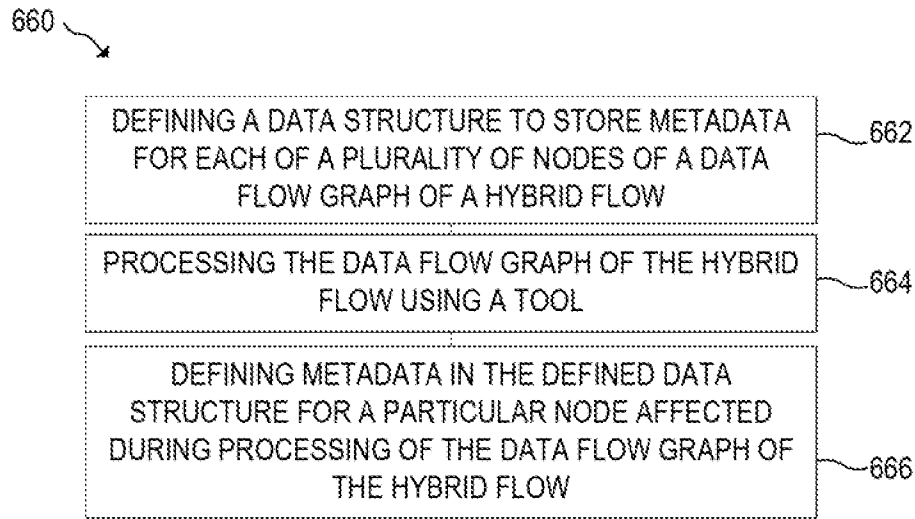 660
DEFINING A DATA STRUCTURE TO STORE METADATA
FOR EACH OF A PLURALITY OF NODES OF A DATA
FLOW GRAPH OF A HYBRID FLOW
662
PROCESSING THE DATA FLOW GRAPH OF THE HYBRID
FLOW USING A TOOL
664
DEFINING METADATA IN THE DEFINED DATA
STRUCTURE FOR A PARTICULAR NODE AFFECTED
DURING PROCESSING OF THE DATA FLOW GRAPH OF
THE HYBRID FLOW
666